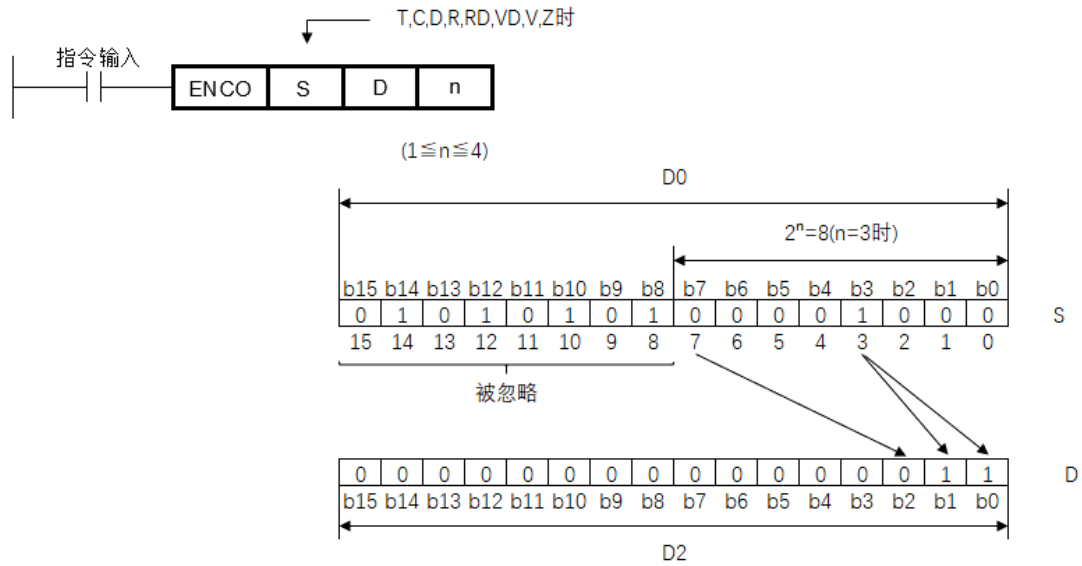 T,C,D,R,RD,VD,V,Z时
指令输入
ENCO S D n
(1≦n≦4)
D0
2ⁿ=8(n=3时)
b15 b14 b13 b12 b11 b10 b9 b8 b7 b6 b5 b4 b3 b2 b1 b0
0 1 0 1 0 1 0 1 0 0 0 0 1 0 0 0 S
15 14 13 12 11 10 9 8 7 6 5 4 3 2 1 0
被忽略
0 0 0 0 0 0 0 0 0 0 0 0 0 0 1 1 D
b15 b14 b13 b12 b11 b10 b9 b8 b7 b6 b5 b4 b3 b2 b1 b0
D2